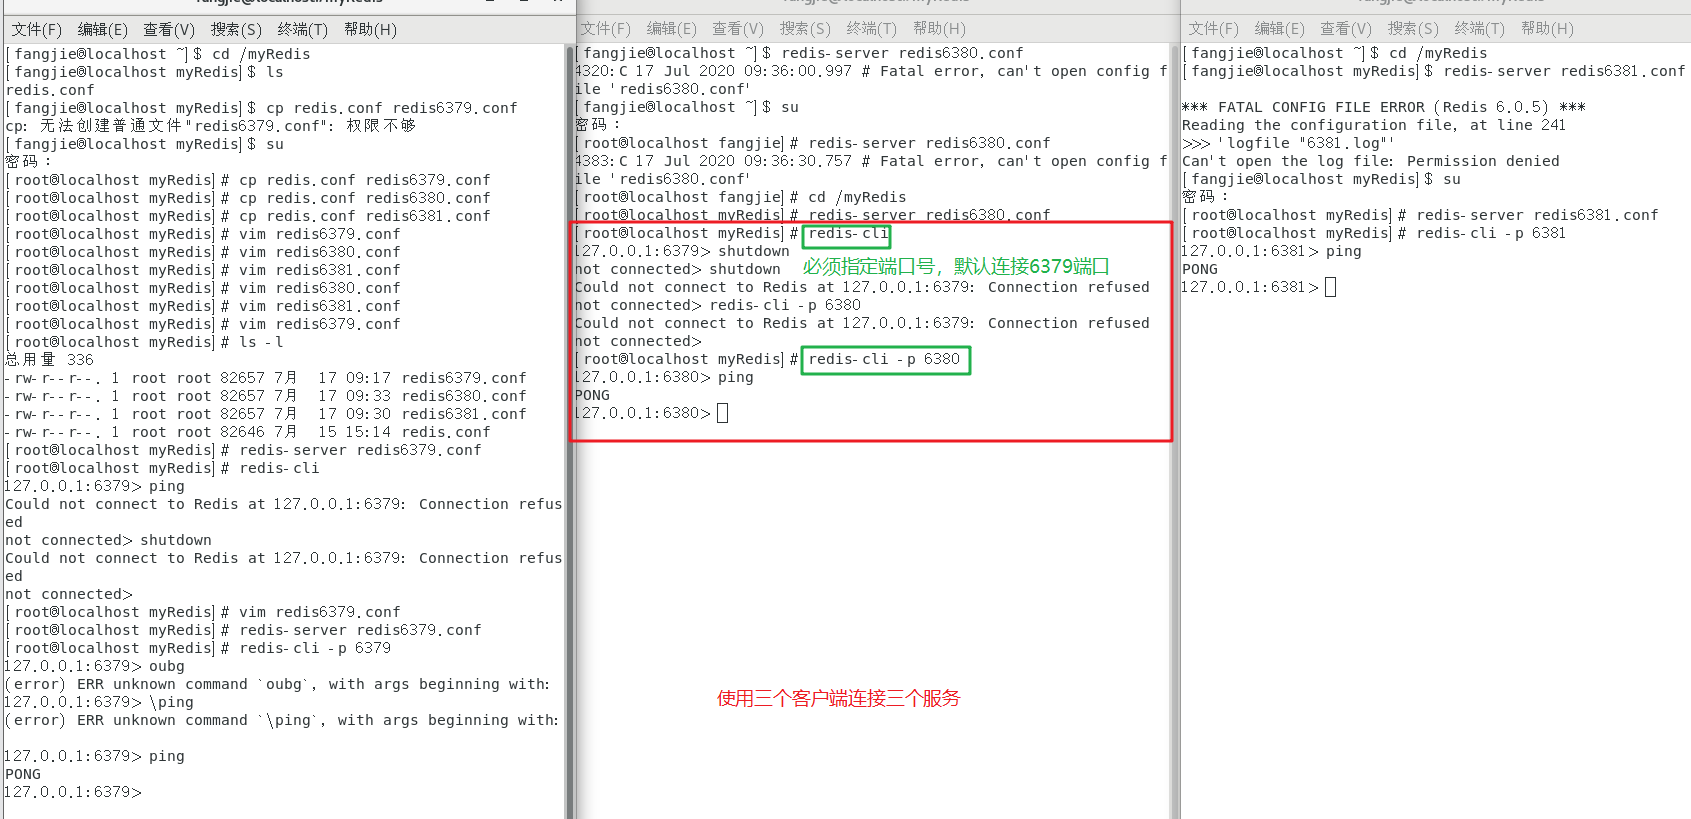 文件(F) 编辑(E) 查看(V) 搜索(S) 终端(T) 帮助(H)
[fangjie@localhost ~]$ cd /myRedis
[fangjie@localhost myRedis]$ ls
redis.conf
[fangjie@localhost myRedis]$ cp redis.conf redis6379.conf
cp: 无法创建普通文件"redis6379.conf": 权限不够
[fangjie@localhost myRedis]$ su
密码：
[root@localhost myRedis]# cp redis.conf redis6379.conf
[root@localhost myRedis]# cp redis.conf redis6380.conf
[root@localhost myRedis]# cp redis.conf redis6381.conf
[root@localhost myRedis]# vim redis6379.conf
[root@localhost myRedis]# vim redis6380.conf
[root@localhost myRedis]# vim redis6381.conf
[root@localhost myRedis]# vim redis6380.conf
[root@localhost myRedis]# vim redis6381.conf
[root@localhost myRedis]# vim redis6379.conf
[root@localhost myRedis]# ls -l
总用量 336
-rw-r--r--. 1 root root 82657 7月  17 09:17 redis6379.conf
-rw-r--r--. 1 root root 82657 7月  17 09:33 redis6380.conf
-rw-r--r--. 1 root root 82657 7月  17 09:30 redis6381.conf
-rw-r--r--. 1 root root 82646 7月  15 15:14 redis.conf
[root@localhost myRedis]# redis-server redis6379.conf
[root@localhost myRedis]# redis-cli
127.0.0.1:6379> ping
Could not connect to Redis at 127.0.0.1:6379: Connection refus
ed
not connected> shutdown
Could not connect to Redis at 127.0.0.1:6379: Connection refus
ed
not connected>
[root@localhost myRedis]# vim redis6379.conf
[root@localhost myRedis]# redis-server redis6379.conf
[root@localhost myRedis]# redis-cli -p 6379
127.0.0.1:6379> oubg
(error) ERR unknown command `oubg`, with args beginning with:
127.0.0.1:6379> \ping
(error) ERR unknown command `\ping`, with args beginning with:
127.0.0.1:6379> ping
PONG
127.0.0.1:6379>
文件(F) 编辑(E) 查看(V) 搜索(S) 终端(T) 帮助(H)
[fangjie@localhost ~]$ redis-server redis6380.conf
4320:C 17 Jul 2020 09:36:00.997 # Fatal error, can't open config f
ile 'redis6380.conf'
[fangjie@localhost ~]$ su
密码：
[root@localhost fangjie]# redis-server redis6380.conf
4383:C 17 Jul 2020 09:36:30.757 # Fatal error, can't open config f
ile 'redis6380.conf'
[root@localhost fangjie]# cd /myRedis
[root@localhost myRedis]# redis-server redis6380.conf
[root@localhost myRedis]# redis-cli
127.0.0.1:6379> shutdown
not connected> shutdown
必须指定端口号，默认连接6379端口
Could not connect to Redis at 127.0.0.1:6379: Connection refused
not connected> redis-cli -p 6380
Could not connect to Redis at 127.0.0.1:6379: Connection refused
not connected>
[root@localhost myRedis]# redis-cli -p 6380
127.0.0.1:6380> ping
PONG
127.0.0.1:6380>
使用三个客户端连接三个服务
文件(F) 编辑(E) 查看(V) 搜索(S) 终端(T) 帮助(H)
[fangjie@localhost ~]$ cd /myRedis
[fangjie@localhost myRedis]$ redis-server redis6381.conf
*** FATAL CONFIG FILE ERROR (Redis 6.0.5) ***
Reading the configuration file, at line 241
>>> 'logfile "6381.log"'
Can't open the log file: Permission denied
[fangjie@localhost myRedis]$ su
密码：
[root@localhost myRedis]# redis-server redis6381.conf
[root@localhost myRedis]# redis-cli -p 6381
127.0.0.1:6381> ping
PONG
127.0.0.1:6381>